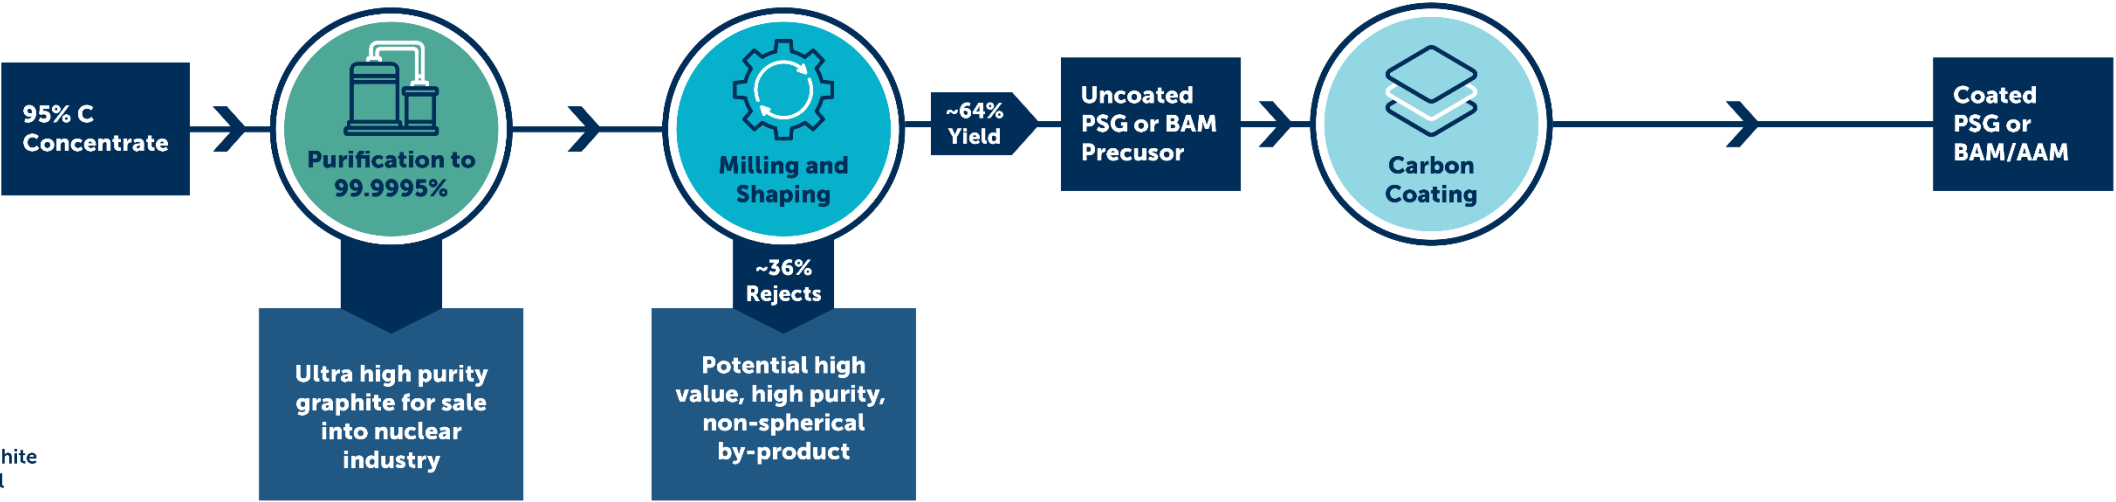 95% C
Concentrate
Purification to
99.9995%
Milling and
Shaping
~64%
Yield
Uncoated
PSG or BAM
Precusor
Carbon
Coating
Coated
PSG or
BAM/AAM
~36%
Rejects
Ultra high purity
graphite for sale
into nuclear
industry
Potential high
value, high purity,
non-spherical
by-product
hite
l